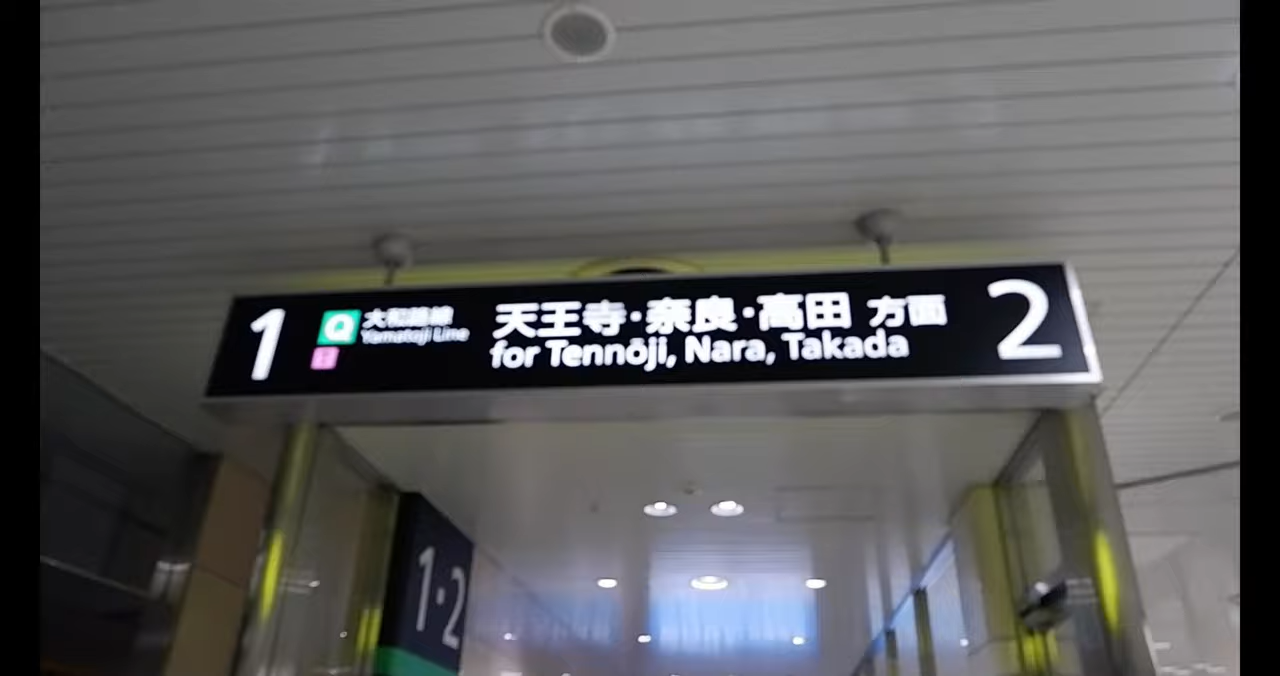 1
Q 大和路線
Yamatoji Line
天王寺・奈良・高田 方面
for Tennōji, Nara, Takada
2
1・2